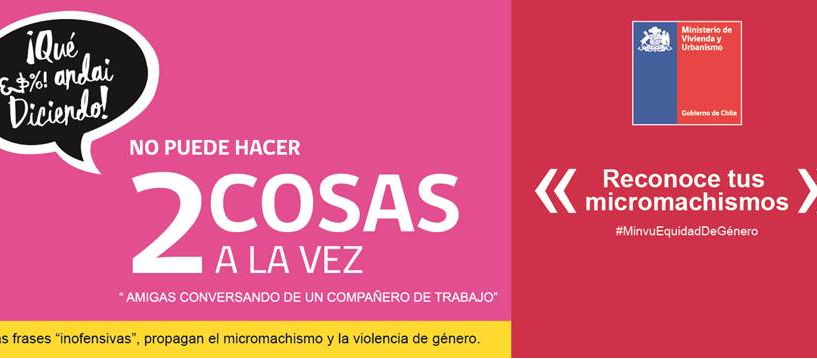 ¡Qué
&$%! andai
Diciendo!
NO PUEDE HACER
2 COSAS
A LA VEZ
“ AMIGAS CONVERSANDO DE UN COMPAÑERO DE TRABAJO”
frases “inofensivas”, propagan el micromachismo y la violencia de género.
Ministerio de
Vivienda y
Urbanismo
Gobierno de Chile
Reconoce tus
micromachismos
#MinvuEquidadDeGénero